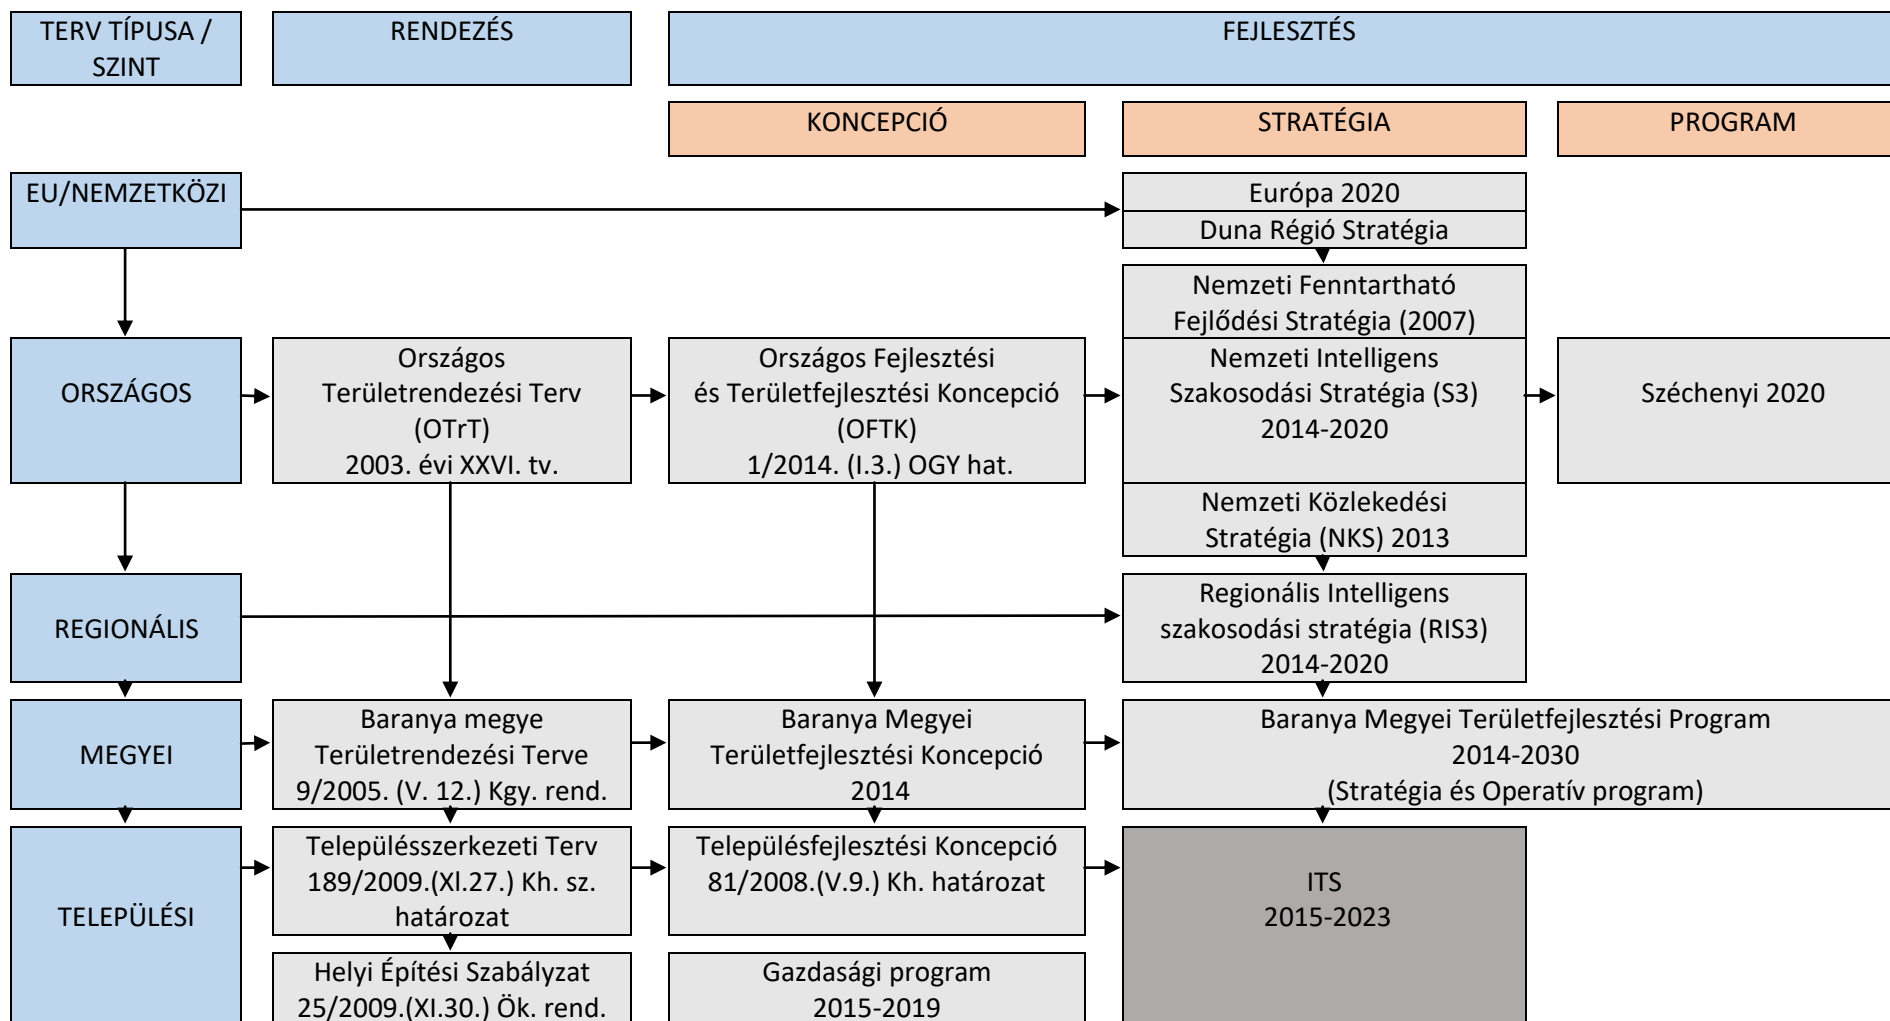 TERV TÍPUSA /
SZINT
RENDEZÉS
FEJLESZTÉS
KONCEPCIÓ
STRATÉGIA
PROGRAM
EU/NEMZETKÖZI
Európa 2020
Duna Régió Stratégia
Nemzeti Fenntartható
Fejlődési Stratégia (2007)
ORSZÁGOS
Országos
Területrendezési Terv
(OTrT)
2003. évi XXVI. tv.
Országos Fejlesztési
és Területfejlesztési Koncepció
(OFTK)
1/2014. (I.3.) OGY hat.
Nemzeti Intelligens
Szakosodási Stratégia (S3)
2014-2020
Széchenyi 2020
Nemzeti Közlekedési
Stratégia (NKS) 2013
REGIONÁLIS
Regionális Intelligens
szakosodási stratégia (RIS3)
2014-2020
MEGYEI
Baranya megye
Területrendezési Terve
9/2005. (V. 12.) Kgy. rend.
Baranya Megyei
Területfejlesztési Koncepció
2014
Baranya Megyei Területfejlesztési Program
2014-2030
(Stratégia és Operatív program)
TELEPÜLÉSI
Településszerkezeti Terv
189/2009.(Xl.27.) Kh. sz.
határozat
Településfejlesztési Koncepció
81/2008.(V.9.) Kh. határozat
ITS
2015-2023
Helyi Építési Szabályzat
25/2009.(XI.30.) Ök. rend.
Gazdasági program
2015-2019